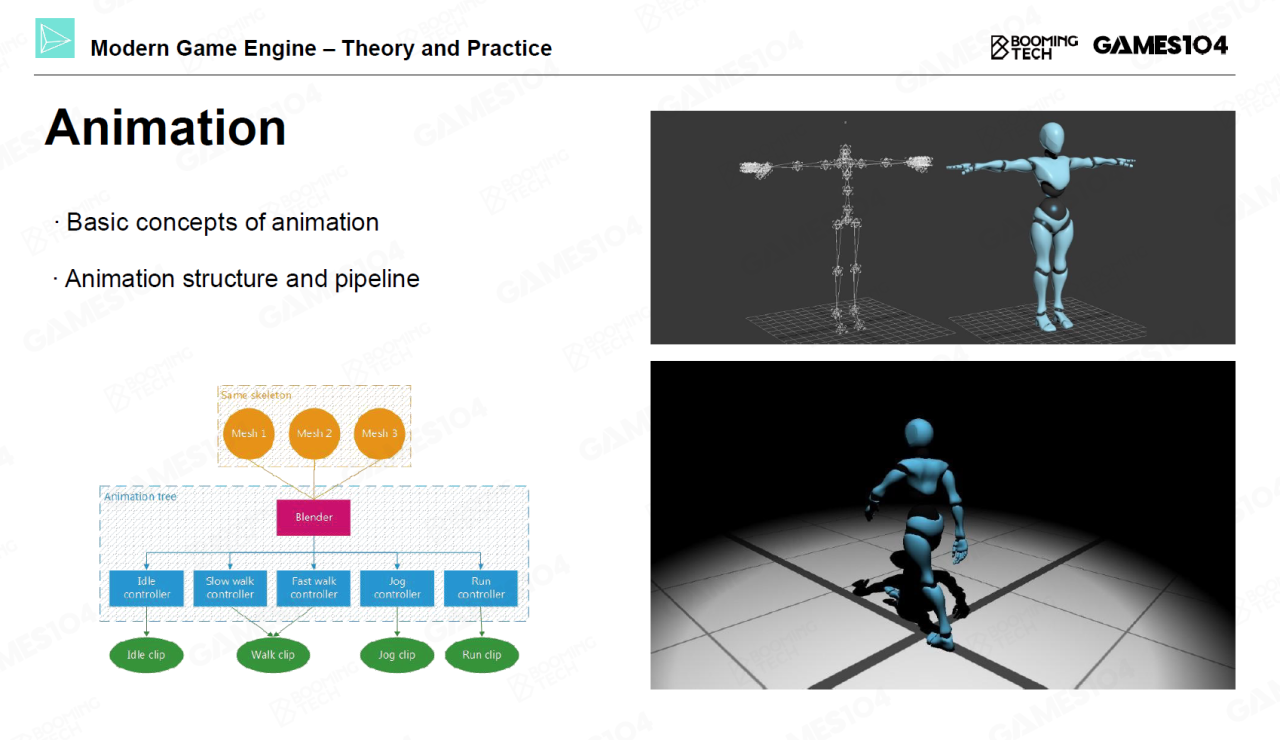 Modern Game Engine – Theory and Practice
BOOMING
TECH
GAMES104
Animation
· Basic concepts of animation
· Animation structure and pipeline
Same skeleton
Mesh 1
Mesh 2
Mesh 3
Animation tree
Blender
Idle
controller
Slow walk
controller
Fast walk
controller
Jog
controller
Run
controller
Idle clip
Walk clip
Jog clip
Run clip